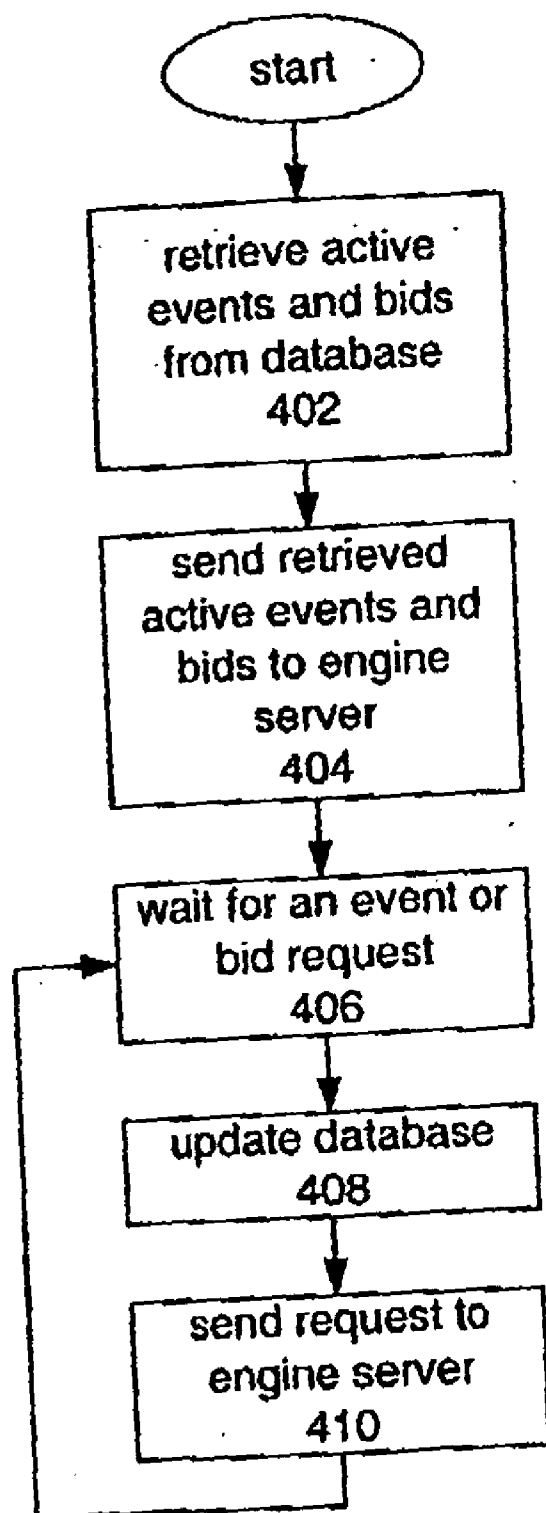 start
retrieve active
events and bids
from database
402
send retrieved
active events and
bids to engine
server
404
wait for an event or
bid request
406
update database
408
send request to
engine server
410